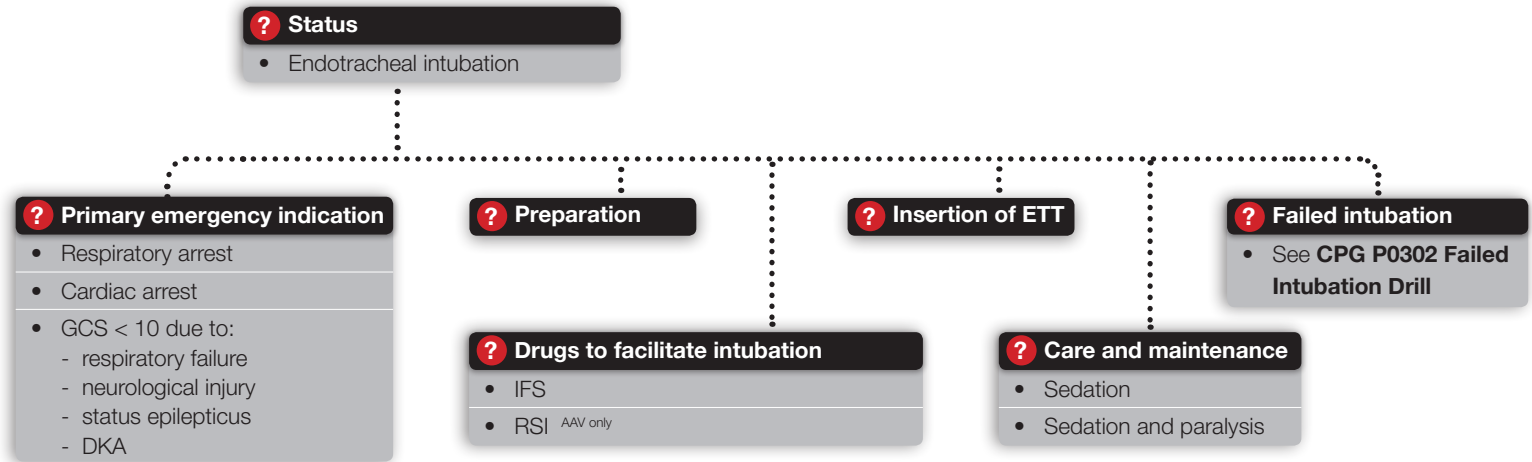 ? Status
• Endotracheal intubation
? Primary emergency indication
• Respiratory arrest
• Cardiac arrest
• GCS < 10 due to:
- respiratory failure
- neurological injury
- status epilepticus
- DKA
? Preparation
? Drugs to facilitate intubation
• IFS
• RSI AAV only
? Insertion of ETT
? Care and maintenance
• Sedation
• Sedation and paralysis
? Failed intubation
• See CPG P0302 Failed
Intubation Drill